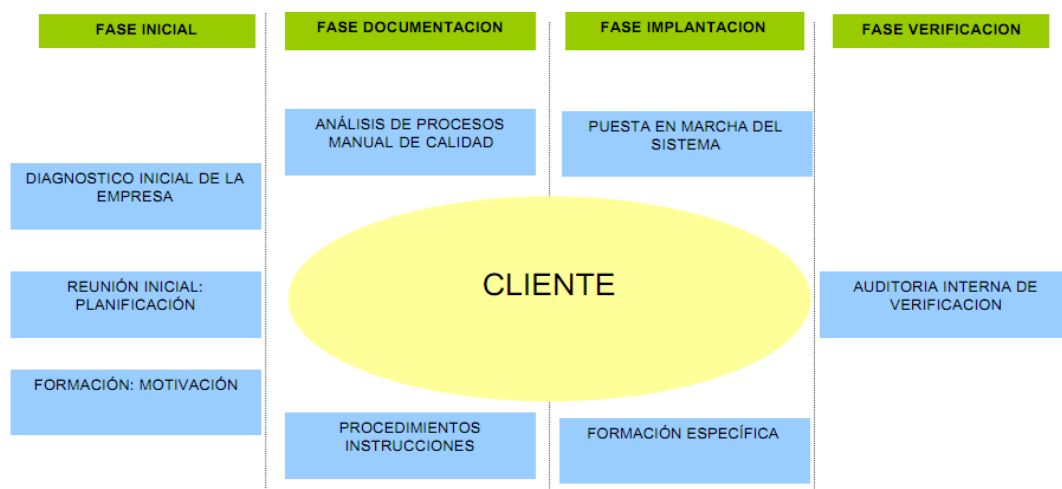 FASE INICIAL
FASE DOCUMENTACION
FASE IMPLANTACION
FASE VERIFICACION
ANÁLISIS DE PROCESOS
MANUAL DE CALIDAD
PUESTA EN MARCHA DEL
SISTEMA
DIAGNOSTICO INICIAL DE LA
EMPRESA
CLIENTE
REUNIÓN INICIAL:
PLANIFICACIÓN
AUDITORIA INTERNA DE
VERIFICACION
FORMACIÓN: MOTIVACIÓN
PROCEDIMIENTOS
INSTRUCCIONES
FORMACIÓN ESPECÍFICA